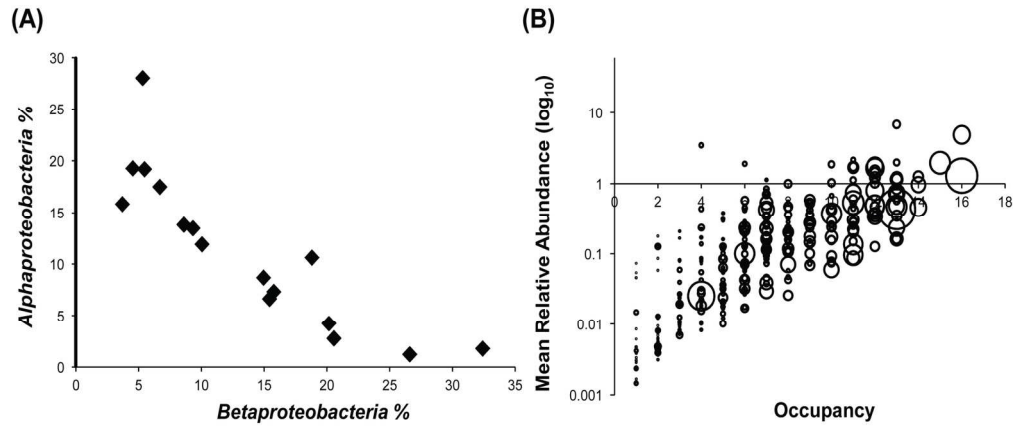 (A)
(B)
Alphaproteobacteria %
30
25
20
15
10
5
0
0 5 10 15 20 25 30 35
Betaproteobacteria %
Mean Relative Abundance (log10)
10
1
0.1
0.01
0.001
0 2 4 6 8 10 12 14 16 18
Occupancy